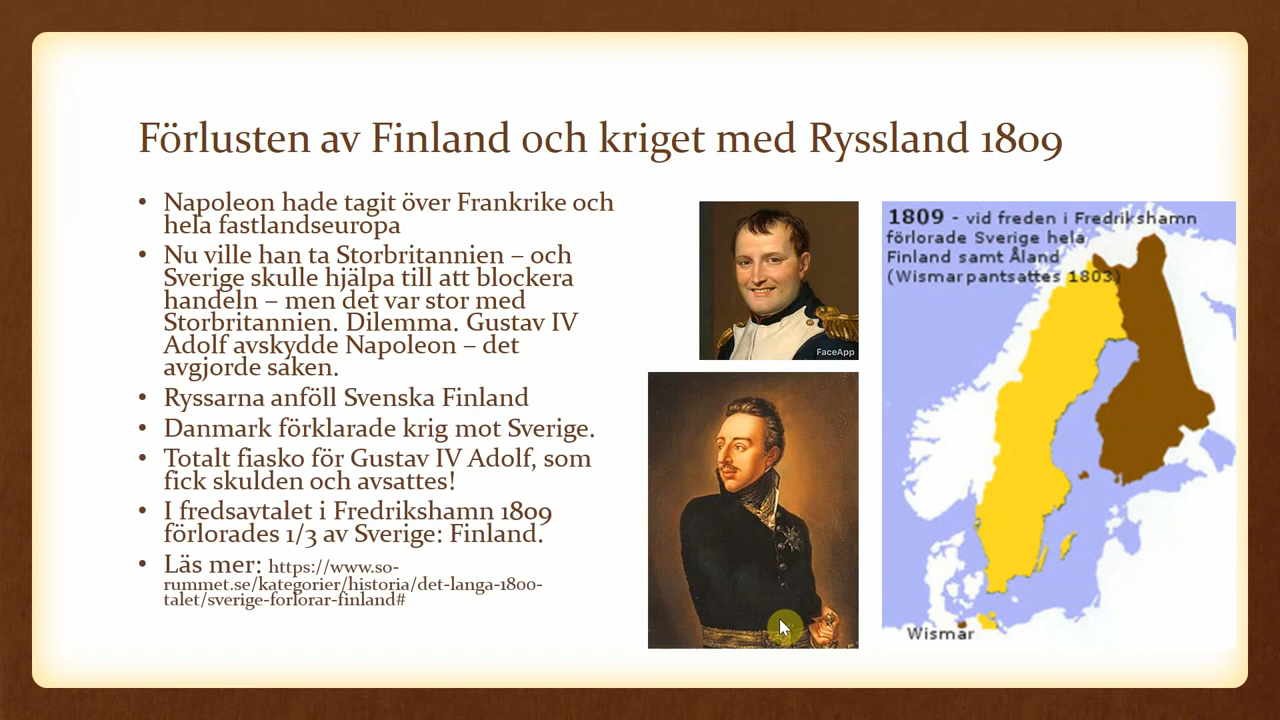 Förlusten av Finland och kriget med Ryssland 1809
• Napoleon hade tagit över Frankrike och
hela fastlandseuropa
• Nu ville han ta Storbritannien – och
Sverige skulle hjälpa till att blockera
handeln – men det var stor med
Storbritannien. Dilemma. Gustav IV
Adolf avskydde Napoleon – det
avgjorde saken.
• Ryssarna anföll Svenska Finland
• Danmark förklarade krig mot Sverige.
• Totalt fiasko för Gustav IV Adolf, som
fick skulden och avsattes!
• I fredsavtalet i Fredrikshamn 1809
förlorades 1/3 av Sverige: Finland.
• Läs mer: https://www.so-
rummet.se/kategorier/historia/det-langa-1800-
talet/sverige-forlorar-finland#
FaceApp
1809 - vid freden i Fredrikshamn
förlorade Sverige hela
Finland samt Åland
(Wismar pantsattes 1803)
Wismar